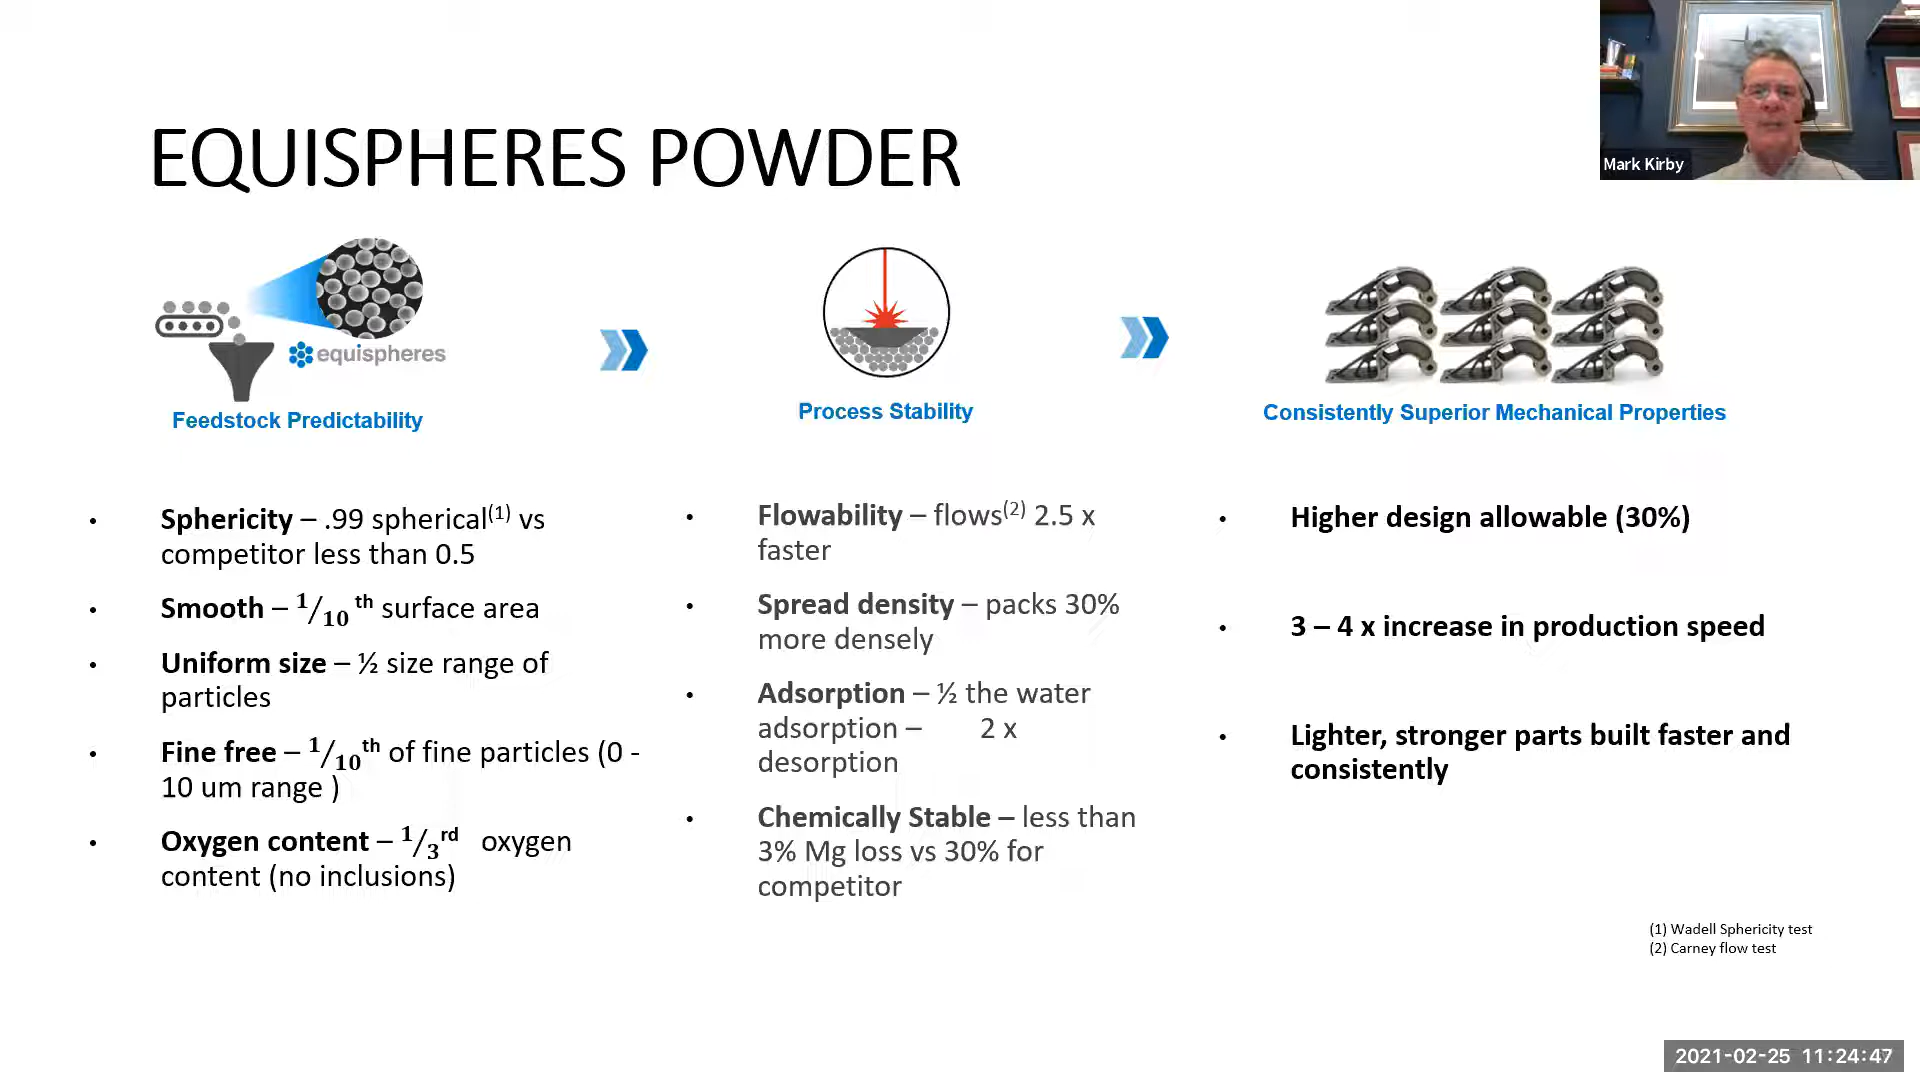 EQUISPHERES POWDER
Mark Kirby
equispheres
Feedstock Predictability
Process Stability
Consistently Superior Mechanical Properties
• Sphericity – .99 spherical(1) vs
competitor less than 0.5
• Smooth – 1/10 th surface area
• Uniform size – ½ size range of
particles
• Fine free – 1/10th of fine particles (0 -
10 um range )
• Oxygen content – 1/3rd oxygen
content (no inclusions)
• Flowability – flows(2) 2.5 x
faster
• Spread density – packs 30%
more densely
• Adsorption – ½ the water
adsorption – 2 x
desorption
• Chemically Stable – less than
3% Mg loss vs 30% for
competitor
• Higher design allowable (30%)
• 3 – 4 x increase in production speed
• Lighter, stronger parts built faster and
consistently
(1) Wadell Sphericity test
(2) Carney flow test
2021-02-25 11:24:47